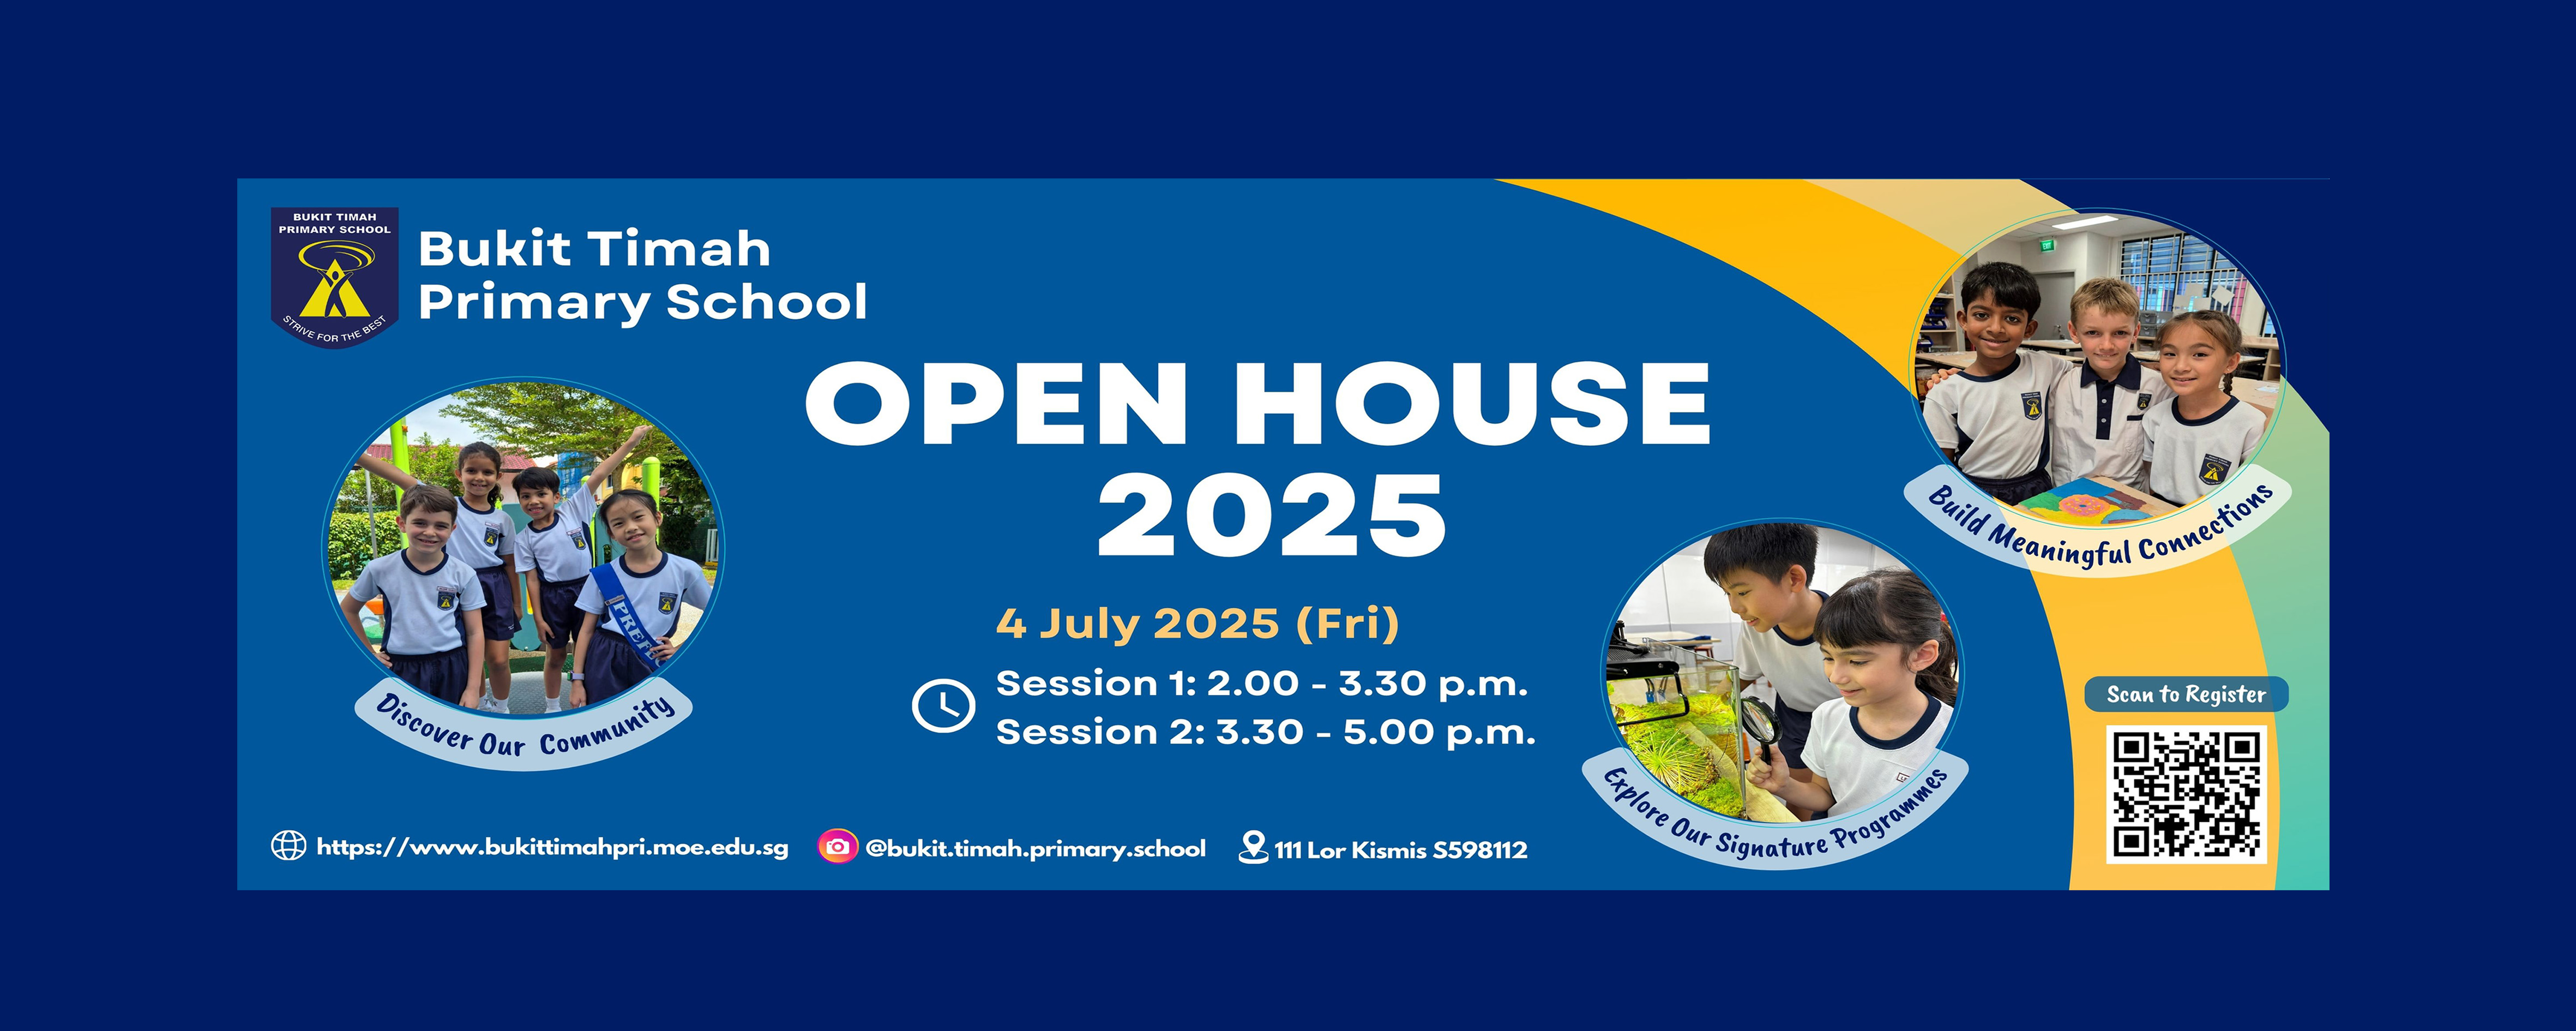 BUKIT TIMAH
PRIMARY SCHOOL
STRIVE FOR THE BEST
Bukit Timah
Primary School
OPEN HOUSE
2025
4 July 2025 (Fri)
Session 1: 2.00 - 3.30 p.m.
Session 2: 3.30 - 5.00 p.m.
Discover Our Community
Explore Our Signature Programmes
Build Meaningful Connections
Scan to Register
https://www.bukittimahpri.moe.edu.sg
@bukit.timah.primary.school
111 Lor Kismis S598112